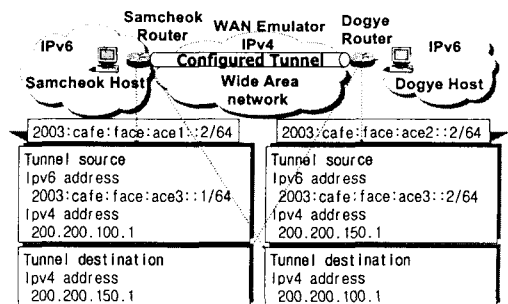 Samcheok
Router
WAN Emulator
Dogye
Router
IPv6
IPv4
IPv6
Configured Tunnel
Samcheok Host
Wide Area
network
Dogye Host
2003:cafe:face:ace1::2/64
2003:cafe:face:ace2::2/64
Tunnel source
Ipv6 address
2003:cafe:face:ace3::1/64
Ipv4 address
200.200.100.1
Tunnel destination
Ipv4 address
200.200.150.1
Tunnel source
Ipv6 address
2003:cafe:face:ace3::2/64
Ipv4 address
200.200.150.1
Tunnel destination
Ipv4 address
200.200.100.1